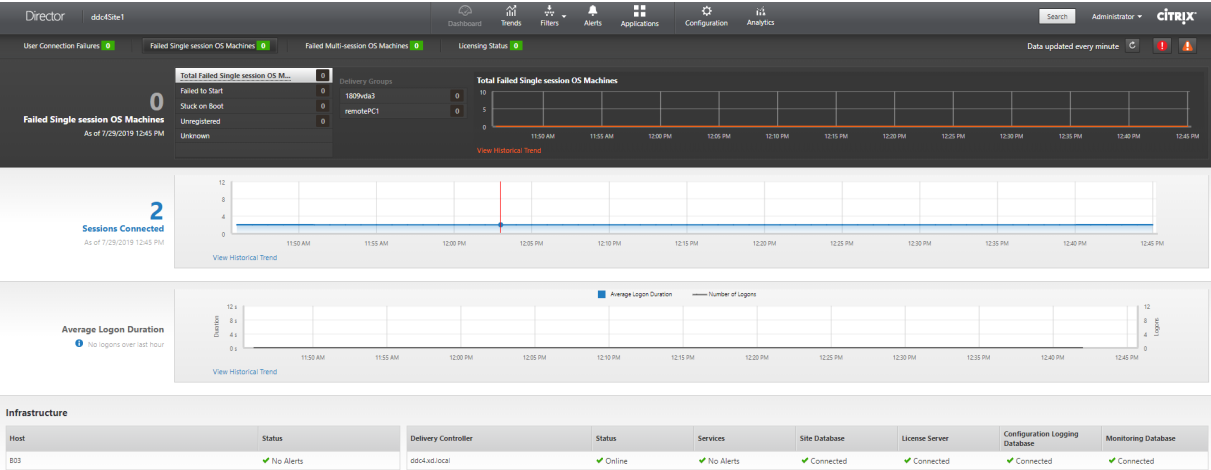 Director ddc4Site1 Dashboard Trends Filters Alerts Applications Configuration Analytics Search Administrator CITRIX
User Connection Failures 0 Failed Single session OS Machines 0 Failed Multi-session OS Machines 0 Licensing Status 0 Data updated every minute
0
Failed Single session OS Machines
As of 7/29/2019 12:45 PM
Total Failed Single session OS M... 0
Failed to Start 0
Stuck on Boot 0
Unregistered 0
Unknown
Delivery Groups
1809vda3 0
remotePC1 0
Total Failed Single session OS Machines
10
5
0
11:50 AM 11:55 AM 12:00 PM 12:05 PM 12:10 PM 12:15 PM 12:20 PM 12:25 PM 12:30 PM 12:35 PM 12:40 PM 12:45 PM
View Historical Trend
2
Sessions Connected
As of 7/29/2019 12:45 PM
12
8
4
0
11:50 AM 11:55 AM 12:00 PM 12:05 PM 12:10 PM 12:15 PM 12:20 PM 12:25 PM 12:30 PM 12:35 PM 12:40 PM 12:45 PM
View Historical Trend
Average Logon Duration
No logons over last hour
Average Logon Duration Number of Logons
12 s 12
8 s 8
4 s 4
0 s 0
Duration
Logons
11:50 AM 11:55 AM 12:00 PM 12:05 PM 12:10 PM 12:15 PM 12:20 PM 12:25 PM 12:30 PM 12:35 PM 12:40 PM 12:45 PM
View Historical Trend
Infrastructure
Host Status Delivery Controller Status Services Site Database License Server Configuration Logging Database Monitoring Database
B03 No Alerts ddc4.xd.local Online No Alerts Connected Connected Connected Connected